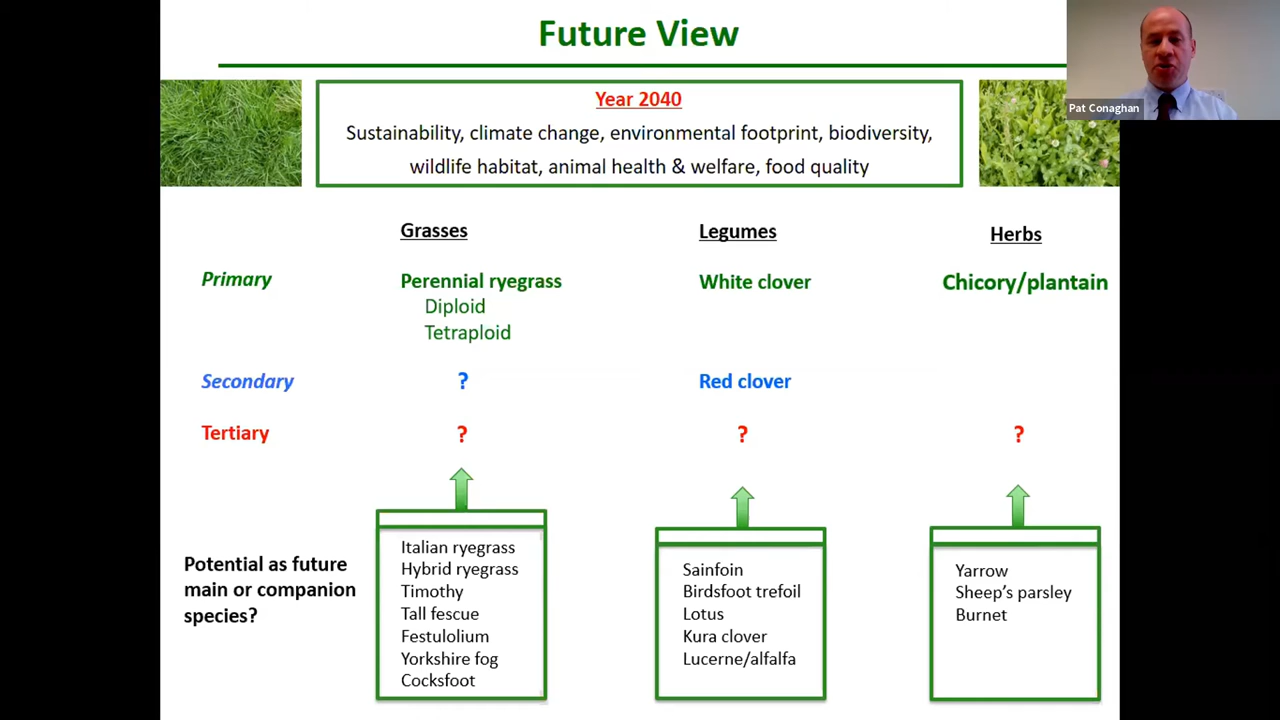 Future View
Pat Conaghan
Year 2040
Sustainability, climate change, environmental footprint, biodiversity,
wildlife habitat, animal health & welfare, food quality
Grasses Legumes Herbs
Primary Perennial ryegrass White clover Chicory/plantain
Diploid
Tetraploid
Secondary ? Red clover
Tertiary ? ? ?
Potential as future
main or companion
species?
Italian ryegrass
Hybrid ryegrass
Timothy
Tall fescue
Festulolium
Yorkshire fog
Cocksfoot
Sainfoin
Birdsfoot trefoil
Lotus
Kura clover
Lucerne/alfalfa
Yarrow
Sheep’s parsley
Burnet